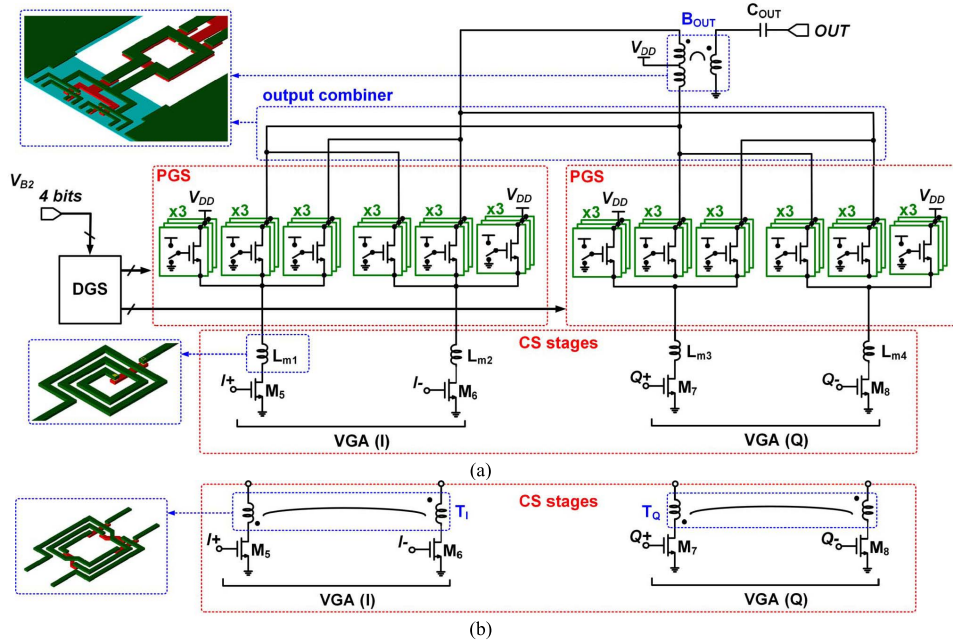 B_OUT
C_OUT
OUT
V_DD
output combiner
V_B2
4 bits
DGS
PGS
V_DD
x3
x3
x3
x3
x3
V_DD
x3
PGS
x3
V_DD
x3
x3
x3
x3
V_DD
x3
CS stages
L_m1
L_m2
L_m3
L_m4
I+
M_5
I-
M_6
Q+
M_7
Q-
M_8
VGA (I)
VGA (Q)
(a)
CS stages
T_I
T_Q
I+
M_5
I-
M_6
Q+
M_7
Q-
M_8
VGA (I)
VGA (Q)
(b)